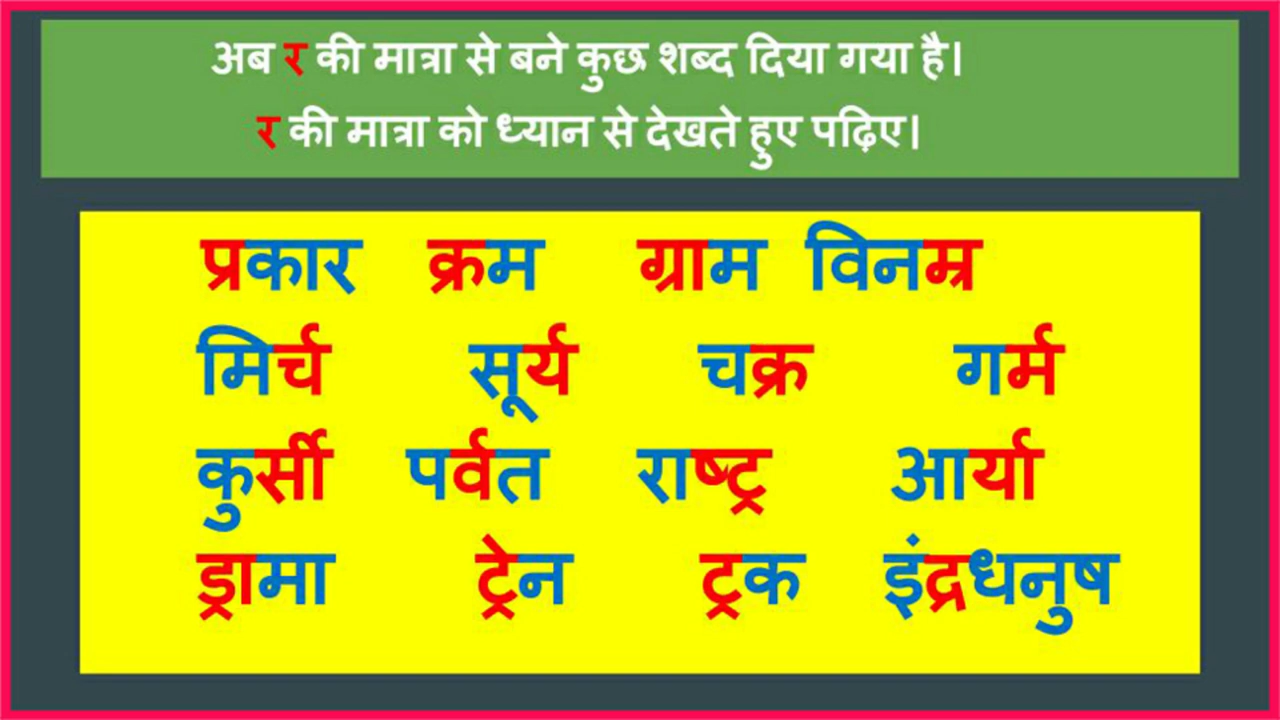 अब र की मात्रा से बने कुछ शब्द दिया गया है।
र की मात्रा को ध्यान से देखते हुए पढ़िए।
प्रकार क्रम ग्राम विनम्र
मिर्च सूर्य चक्र गर्म
कुर्सी पर्वत राष्ट्र आर्या
ड्रामा ट्रेन ट्रक इंद्रधनुष